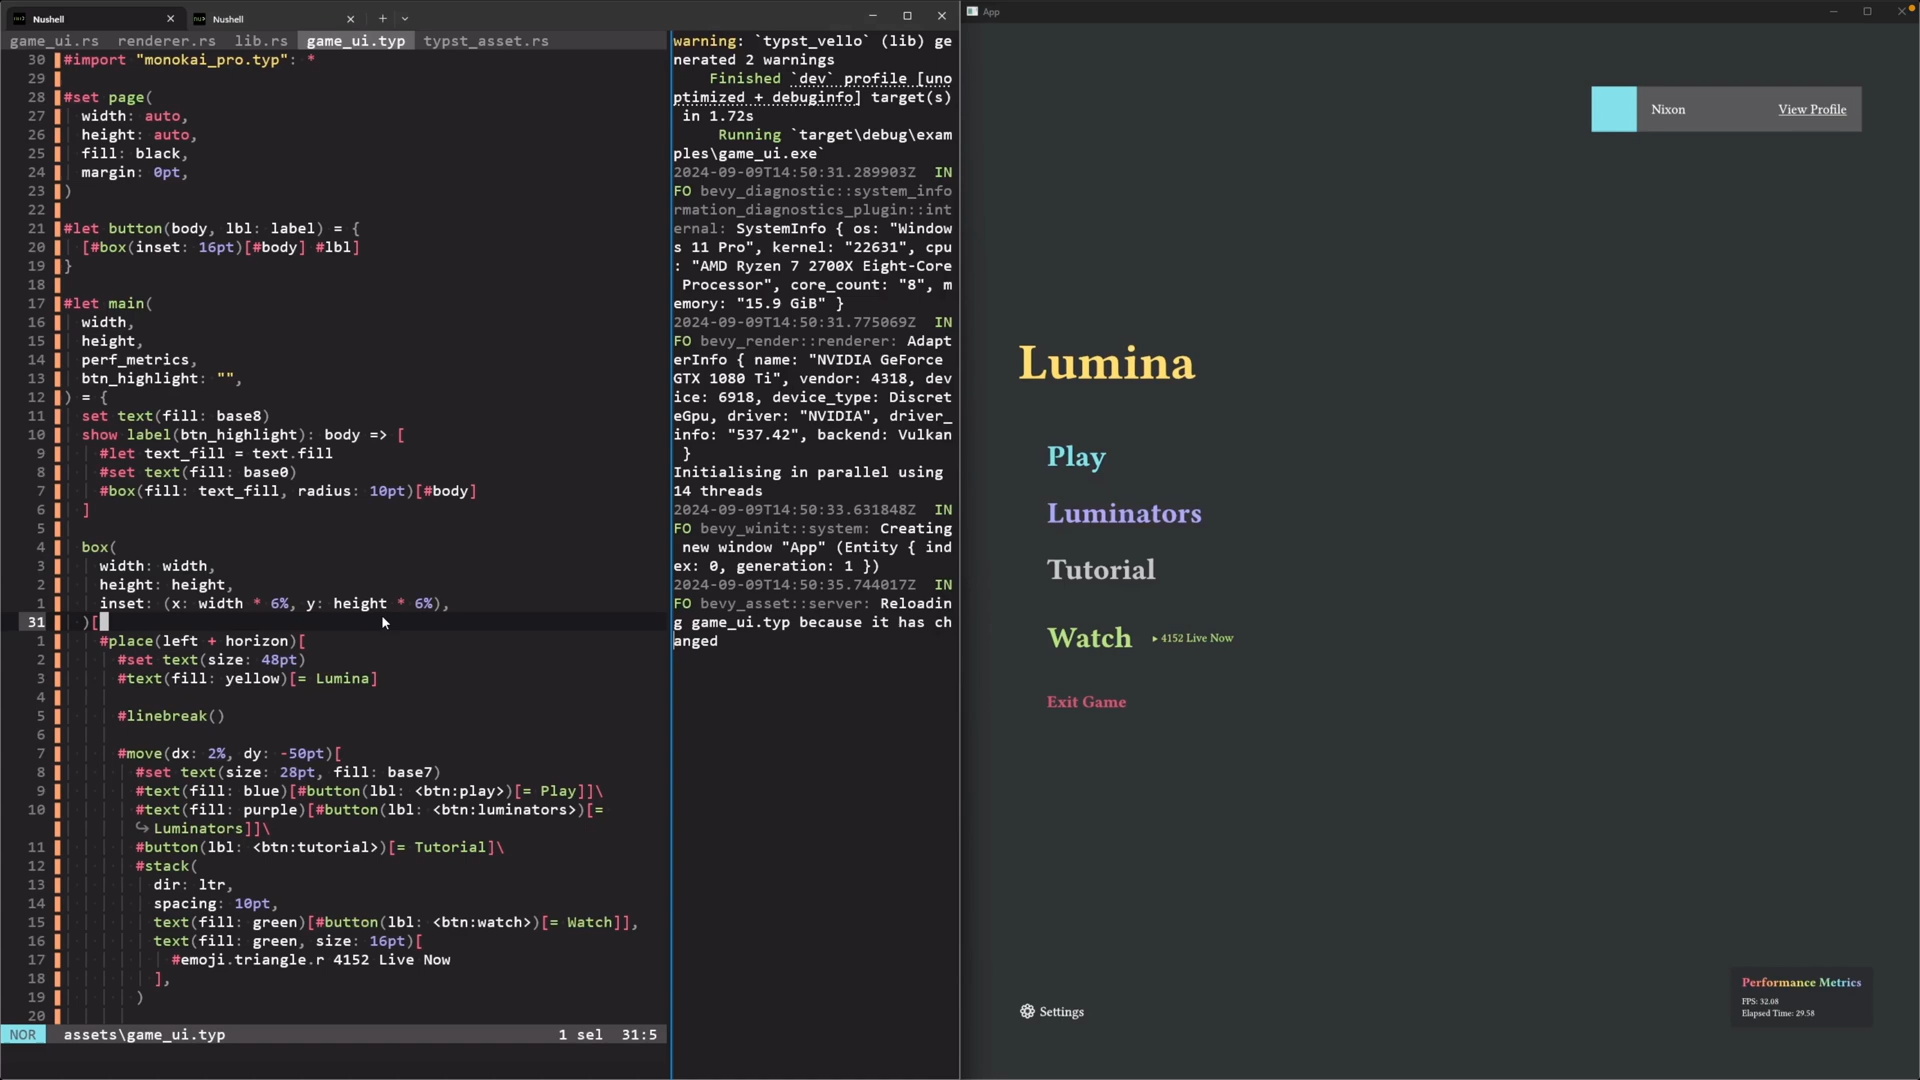 Nushell
Nushell
App
game_ui.rs renderer.rs lib.rs game_ui.typ typst_asset.rs
30 #import "monokai_pro.typ": *
29
28 #set page(
27 width: auto,
26 height: auto,
25 fill: black,
24 margin: 0pt,
23 )
22
21 #let button(body, lbl: label) = {
20 [#box(inset: 16pt)[#body] #lbl]
19 }
18
17 #let main(
16 width,
15 height,
14 perf_metrics,
13 btn_highlight: "",
12 ) = {
11 set text(fill: base8)
10 show label(btn_highlight): body => [
9 #let text_fill = text.fill
8 #set text(fill: base0)
7 #box(fill: text_fill, radius: 10pt)[#body]
6 ]
5
4 box(
3 width: width,
2 height: height,
1 inset: (x: width * 6%, y: height * 6%),
31 )[
1 #place(left + horizon)[
2 #set text(size: 48pt)
3 #text(fill: yellow)[= Lumina]
4
5 #linebreak()
6
7 #move(dx: 2%, dy: -50pt)[
8 #set text(size: 28pt, fill: base7)
9 #text(fill: blue)[#button(lbl: <btn:play>)[= Play]]\
10 #text(fill: purple)[#button(lbl: <btn:luminators>)[=
↪ Luminators]]\
11 #button(lbl: <btn:tutorial>)[= Tutorial]\
12 #stack(
13 dir: ltr,
14 spacing: 10pt,
15 text(fill: green)[#button(lbl: <btn:watch>)[= Watch]],
16 text(fill: green, size: 16pt)[
17 #emoji.triangle.r 4152 Live Now
18 ],
19 )
20
NOR assets\game_ui.typ 1 sel 31:5
warning: `typst_vello` (lib) ge
nerated 2 warnings
Finished `dev` profile [uno
ptimized + debuginfo] target(s)
in 1.72s
Running `target\debug\exam
ples\game_ui.exe`
2024-09-09T14:50:31.289903Z IN
FO bevy_diagnostic::system_info
rmation_diagnostics_plugin::int
ernal: SystemInfo { os: "Window
s 11 Pro", kernel: "22631", cpu
: "AMD Ryzen 7 2700X Eight-Core
Processor", core_count: "8", m
emory: "15.9 GiB" }
2024-09-09T14:50:31.775069Z IN
FO bevy_render::renderer: Adapt
erInfo { name: "NVIDIA GeForce
GTX 1080 Ti", vendor: 4318, dev
ice: 6918, device_type: Discret
eGpu, driver: "NVIDIA", driver_
info: "537.42", backend: Vulkan
}
Initialising in parallel using
14 threads
2024-09-09T14:50:33.631848Z IN
FO bevy_winit::system: Creating
new window "App" (Entity { ind
ex: 0, generation: 1 })
2024-09-09T14:50:35.744017Z IN
FO bevy_asset::server: Reloadin
g game_ui.typ because it has ch
anged
Nixon View Profile
Lumina
Play
Luminators
Tutorial
Watch ▸ 4152 Live Now
Exit Game
Settings
Performance Metrics
FPS: 32.08
Elapsed Time: 29.58